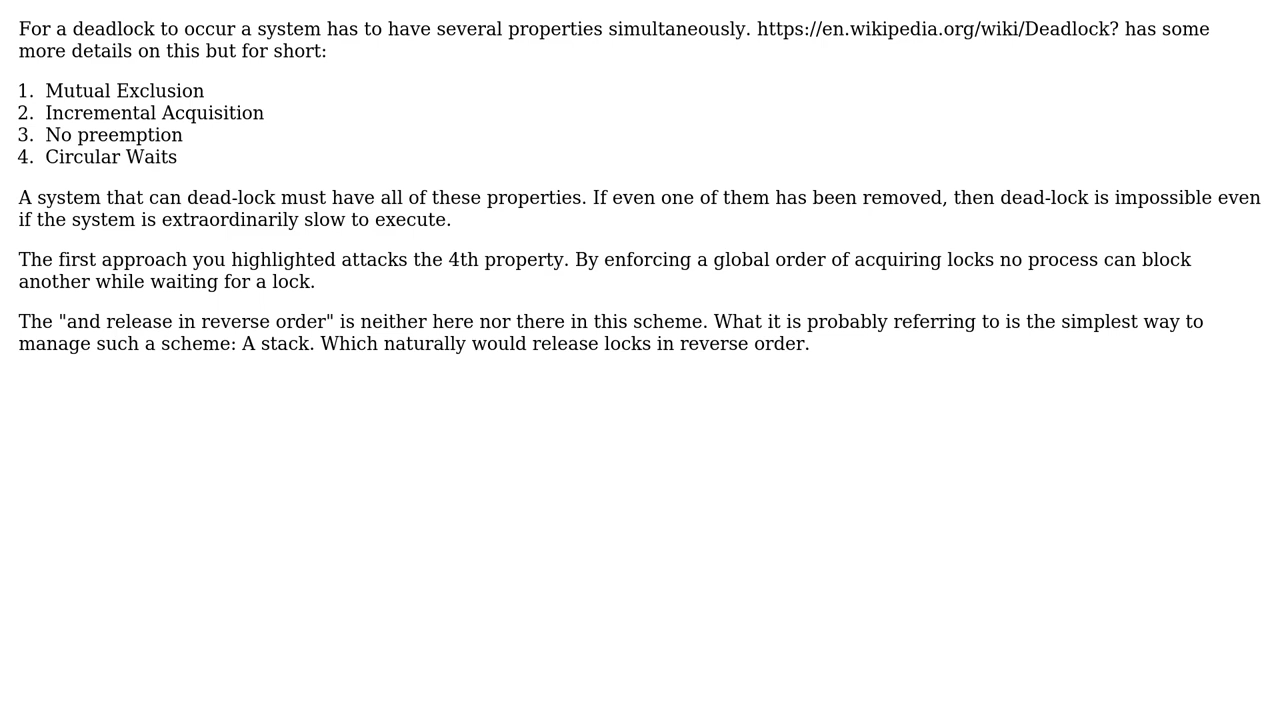 For a deadlock to occur a system has to have several properties simultaneously. https://en.wikipedia.org/wiki/Deadlock? has some
more details on this but for short:
1. Mutual Exclusion
2. Incremental Acquisition
3. No preemption
4. Circular Waits
A system that can dead-lock must have all of these properties. If even one of them has been removed, then dead-lock is impossible even
if the system is extraordinarily slow to execute.
The first approach you highlighted attacks the 4th property. By enforcing a global order of acquiring locks no process can block
another while waiting for a lock.
The "and release in reverse order" is neither here nor there in this scheme. What it is probably referring to is the simplest way to
manage such a scheme: A stack. Which naturally would release locks in reverse order.